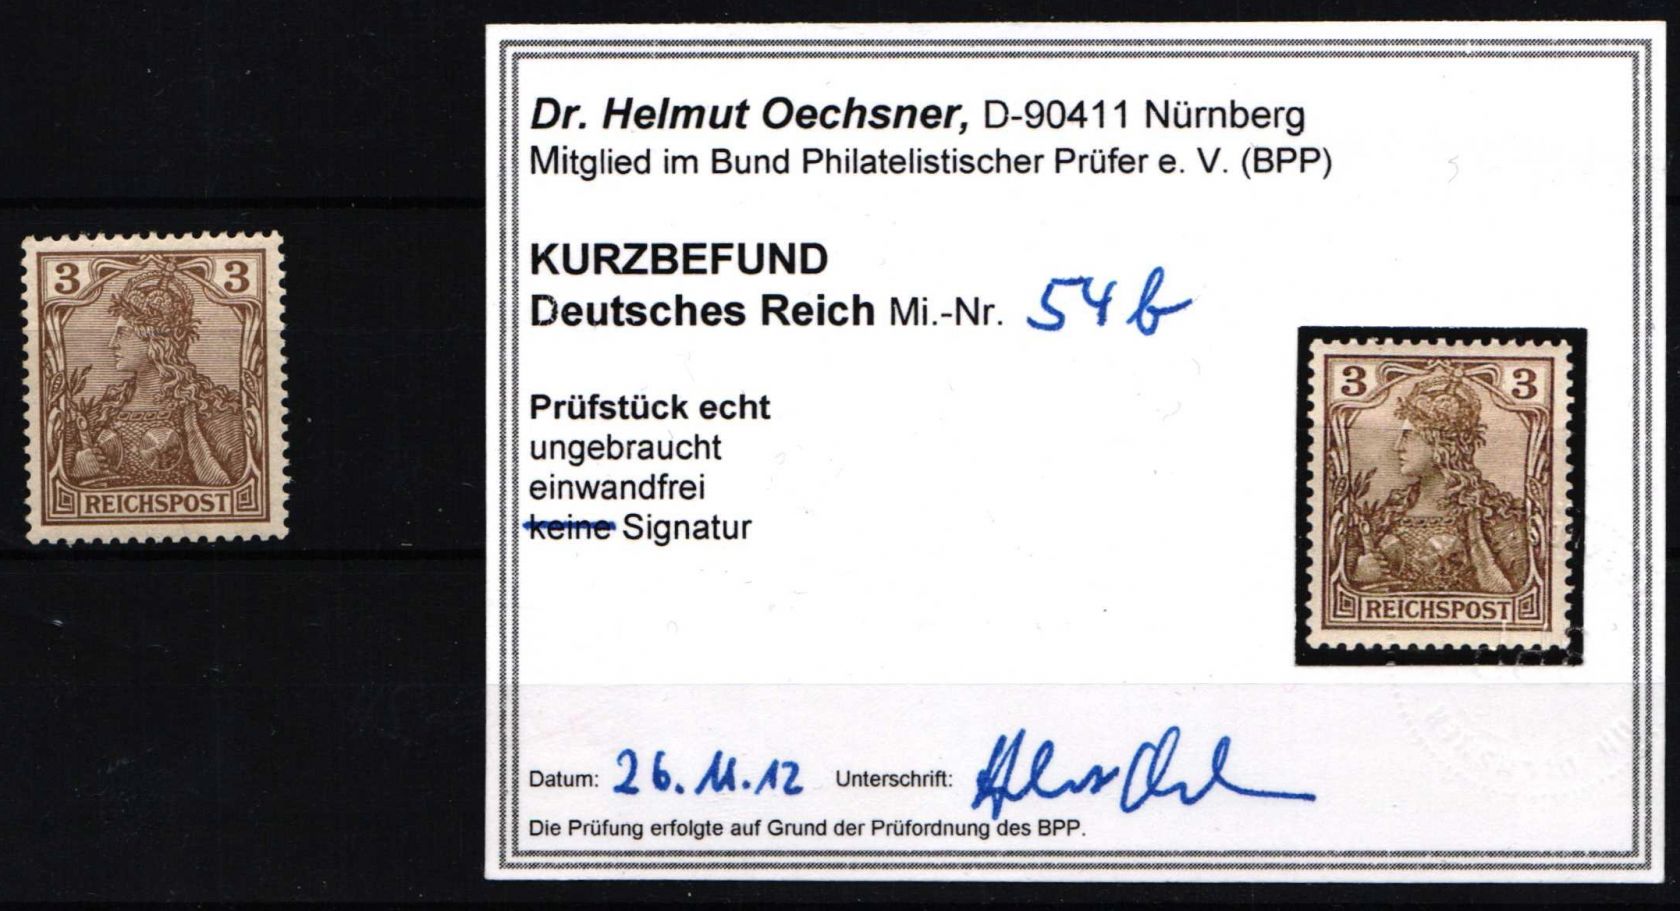 3 3
REICHSPOST
Dr. Helmut Oechsner, D-90411 Nürnberg
Mitglied im Bund Philatelistischer Prüfer e. V. (BPP)
KURZBEFUND
Deutsches Reich Mi.-Nr. 54 b
Prüfstück echt
ungebraucht
einwandfrei
keine Signatur
3 3
REICHSPOST
Datum: 26.11.12 Unterschrift:
Die Prüfung erfolgte auf Grund der Prüfordnung des BPP.